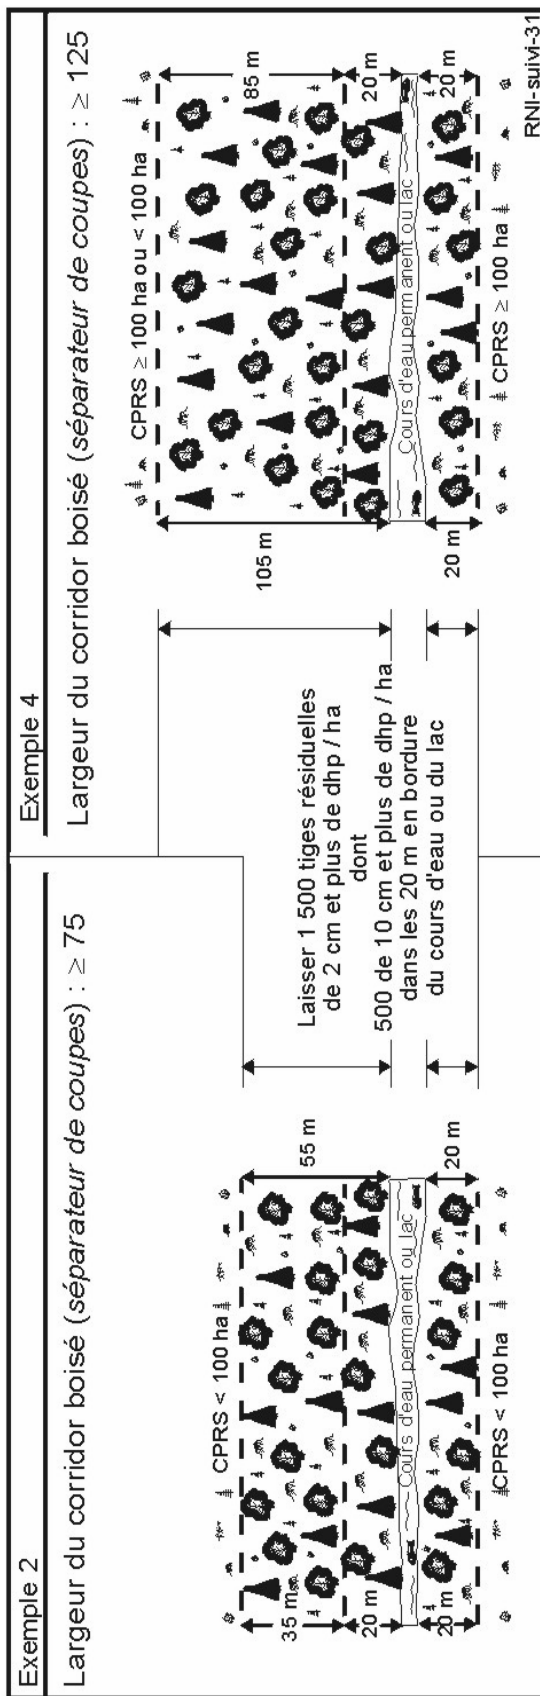 Exemple 2
Largeur du corridor boisé (séparateur de coupes) : ≥ 75
CPRS < 100 ha
35 m
20 m
20 m
55 m
20 m
Cours d'eau permanent ou lac
CPRS < 100 ha
Laisser 1 500 tiges résiduelles
de 2 cm et plus de dhp / ha
dont
500 de 10 cm et plus de dhp / ha
dans les 20 m en bordure
du cours d'eau ou du lac
Exemple 4
Largeur du corridor boisé (séparateur de coupes) : ≥ 125
CPRS ≥ 100 ha ou < 100 ha
105 m
20 m
85 m
20 m
20 m
Cours d'eau permanent ou lac
CPRS ≥ 100 ha
RNI-suivi-31